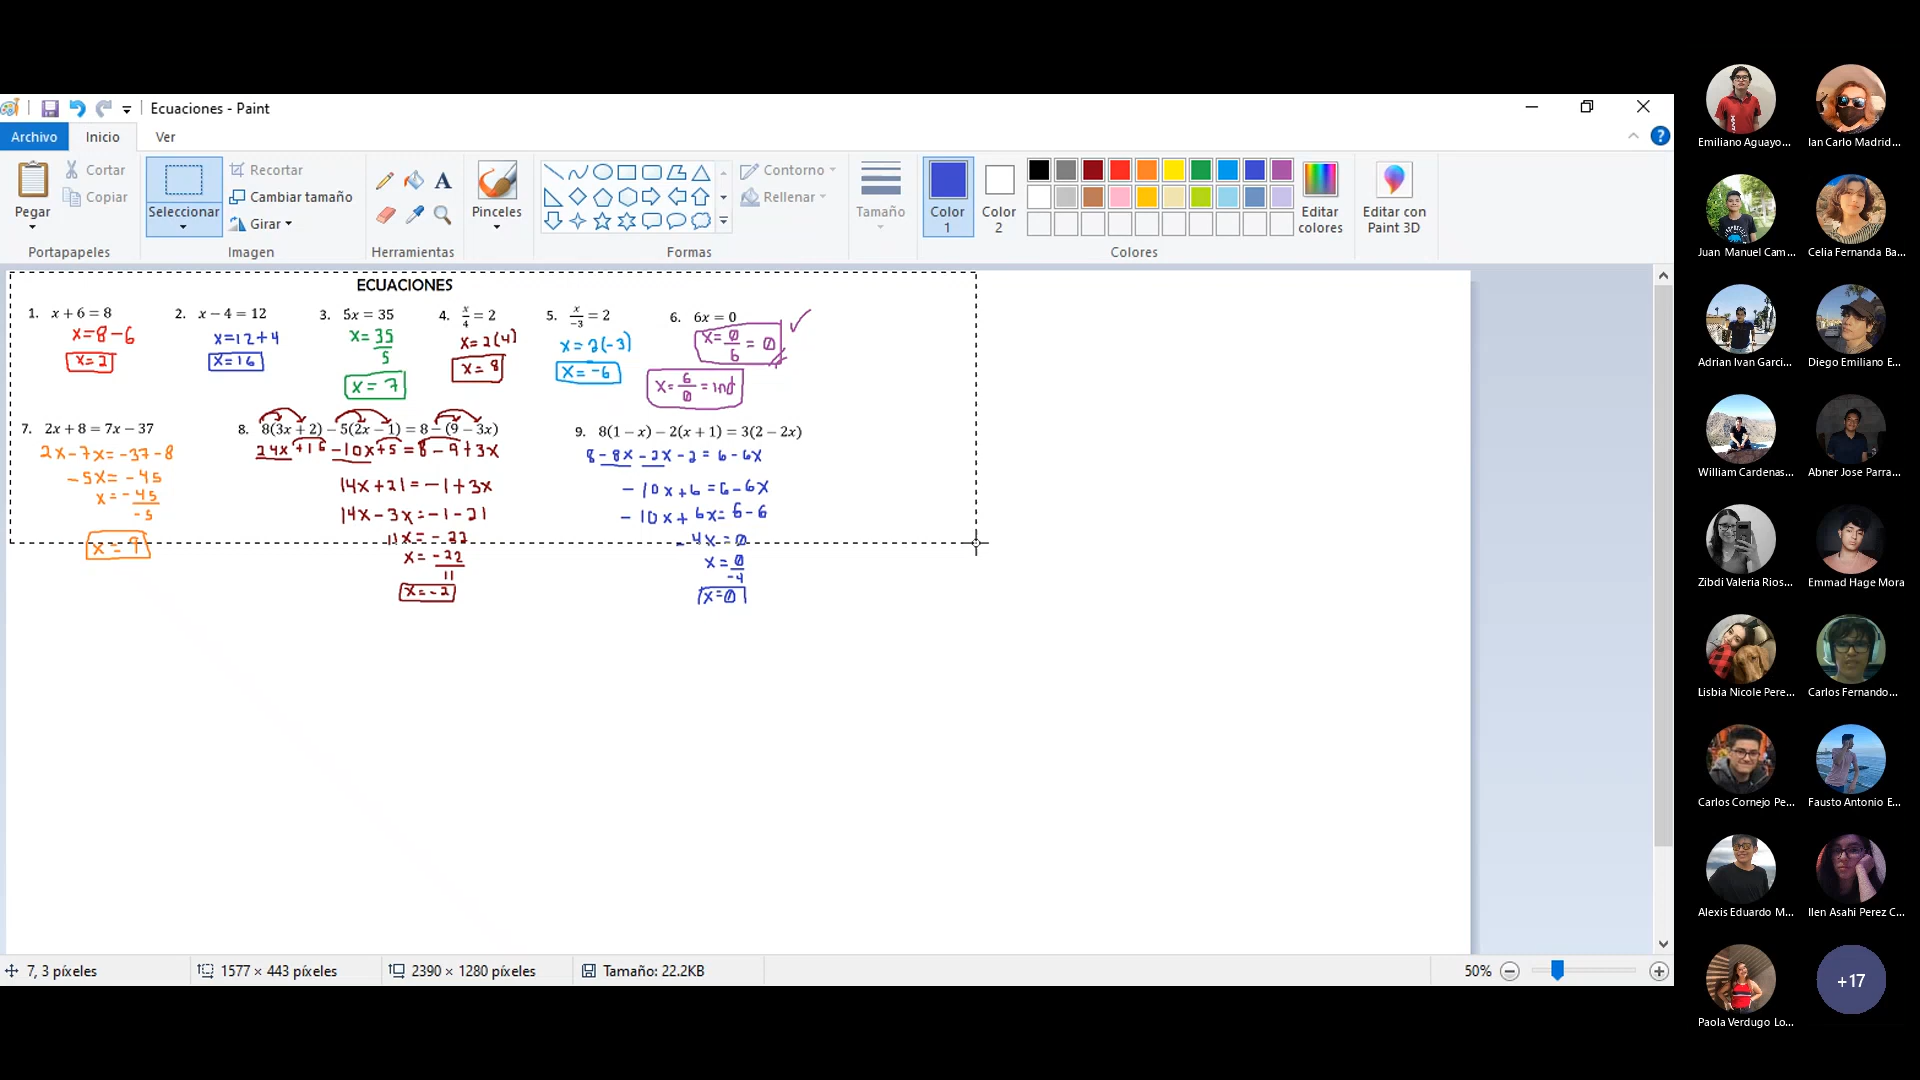 Ecuaciones - Paint
Archivo Inicio Ver
Pegar
Cortar
Copiar
Portapapeles
Seleccionar
Recortar
Cambiar tamaño
Girar
Imagen
A
Herramientas
Pinceles
Formas
Contorno
Rellenar
Tamaño
Color 1
Color 2
Colores
Editar colores
Editar con Paint 3D
ECUACIONES
1. x + 6 = 8
x=8-6
x=2
2. x − 4 = 12
x=12+4
x=16
3. 5x = 35
x=35/5
x=7
4. x/4 = 2
x=2(4)
x=8
5. x/−3 = 2
x=2(-3)
x=-6
6. 6x = 0
x=0/6=0
x=6/0=ind
7. 2x + 8 = 7x − 37
2x-7x=-37-8
-5x=-45
x=-45/-5
x=9
8. 8(3x + 2) − 5(2x − 1) = 8 − (9 − 3x)
24x+16-10x+5=8-9+3x
14x+21=-1+3x
14x-3x=-1-21
11x=-22
x=-22/11
x=-2
9. 8(1 − x) − 2(x + 1) = 3(2 − 2x)
8-8x-2x-2=6-6x
-10x+6=6-6x
-10x+6x=6-6
-4x=0
x=0/-4
x=0
7, 3 píxeles
1577 × 443 píxeles
2390 × 1280 píxeles
Tamaño: 22.2KB
50%
Emiliano Aguayo...
Ian Carlo Madrid...
Juan Manuel Cam...
Celia Fernanda Ba...
Adrian Ivan Garci...
Diego Emiliano E...
William Cardenas...
Abner Jose Parra...
Zibdi Valeria Rios...
Emmad Hage Mora
Lisbia Nicole Pere...
Carlos Fernando...
Carlos Cornejo Pe...
Fausto Antonio E...
Alexis Eduardo M...
Ilen Asahi Perez C...
Paola Verdugo Lo...
+17